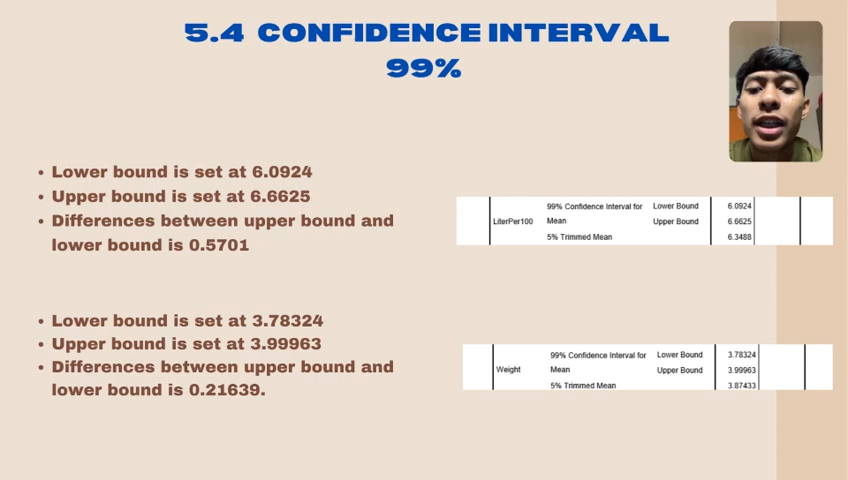 5.4 CONFIDENCE INTERVAL
99%
• Lower bound is set at 6.0924
• Upper bound is set at 6.6625
• Differences between upper bound and
lower bound is 0.5701
LiterPer100 99% Confidence Interval for Lower Bound 6.0924
Mean Upper Bound 6.6625
5% Trimmed Mean 6.3488
• Lower bound is set at 3.78324
• Upper bound is set at 3.99963
• Differences between upper bound and
lower bound is 0.21639.
Weight 99% Confidence Interval for Lower Bound 3.78324
Mean Upper Bound 3.99963
5% Trimmed Mean 3.87433